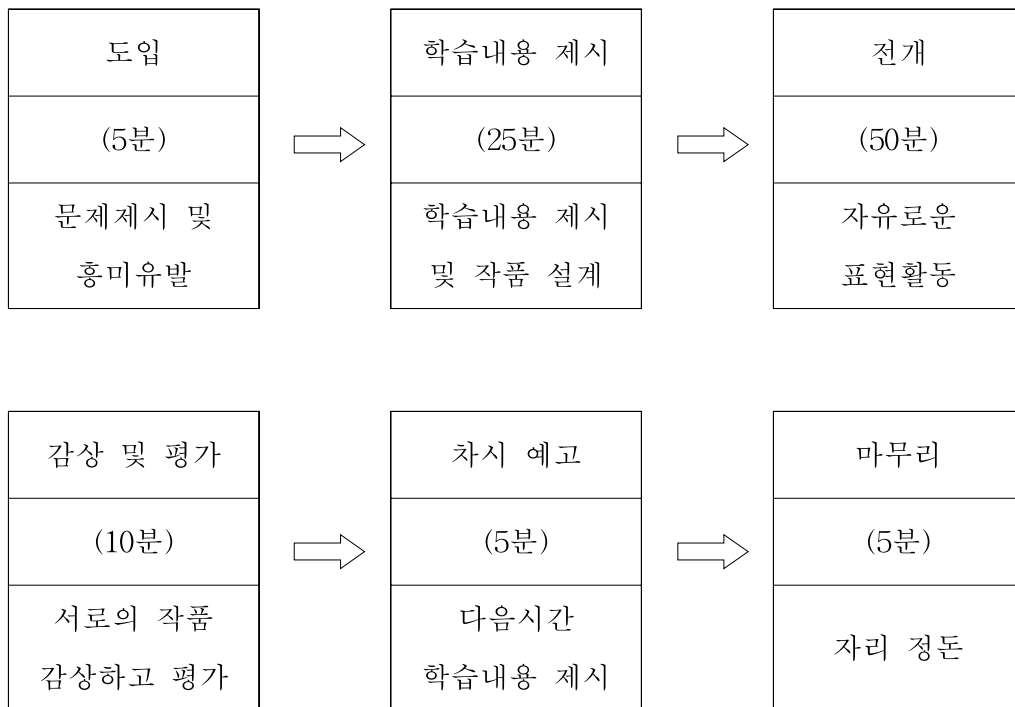 도입
(5분)
문제제시 및
흥미유발
학습내용 제시
(25분)
학습내용 제시
및 작품 설계
전개
(50분)
자유로운
표현활동
감상 및 평가
(10분)
서로의 작품
감상하고 평가
차시 예고
(5분)
다음시간
학습내용 제시
마무리
(5분)
자리 정돈